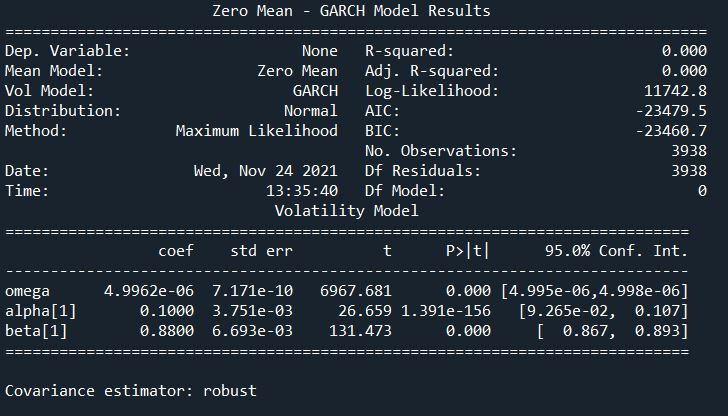 Zero Mean - GARCH Model Results
==============================================================================
Dep. Variable: None R-squared: 0.000
Mean Model: Zero Mean Adj. R-squared: 0.000
Vol Model: GARCH Log-Likelihood: 11742.8
Distribution: Normal AIC: -23479.5
Method: Maximum Likelihood BIC: -23460.7
No. Observations: 3938
Date: Wed, Nov 24 2021 Df Residuals: 3938
Time: 13:35:40 Df Model: 0
Volatility Model
============================================================================
coef std err t P>|t| 95.0% Conf. Int.
----------------------------------------------------------------------------
omega 4.9962e-06 7.171e-10 6967.681 0.000 [4.995e-06,4.998e-06]
alpha[1] 0.1000 3.751e-03 26.659 1.391e-156 [9.265e-02, 0.107]
beta[1] 0.8800 6.693e-03 131.473 0.000 [ 0.867, 0.893]
============================================================================
Covariance estimator: robust